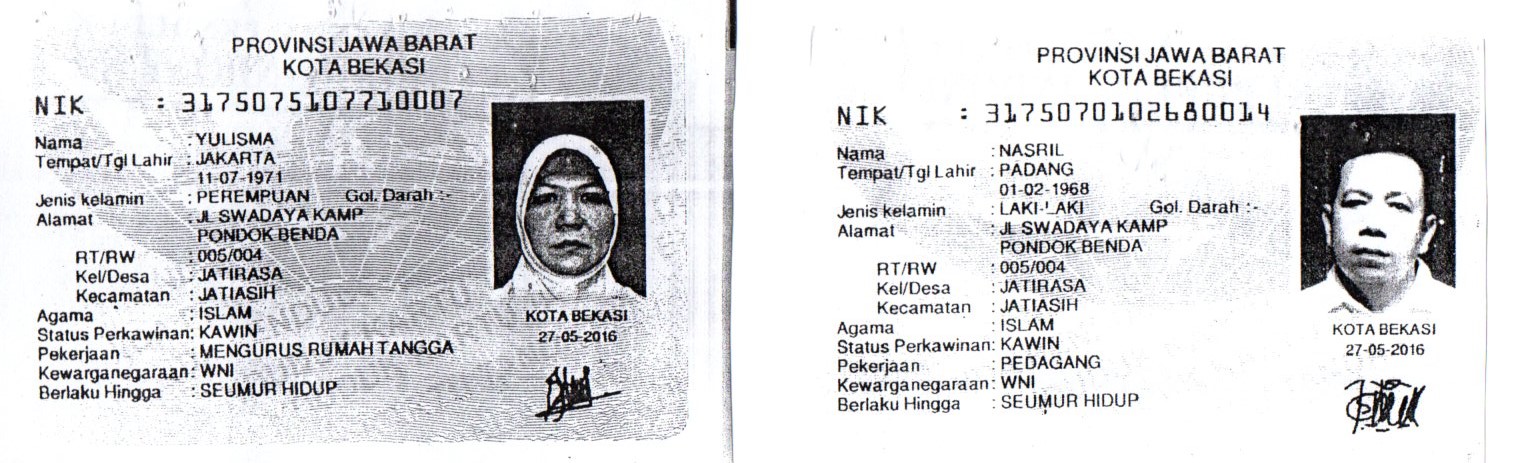 PROVINSI JAWA BARAT
KOTA BEKASI
NIK : 3175075107710007
Nama : YULISMA
Tempat/Tgl Lahir : JAKARTA
11-07-1971
Jenis kelamin : PEREMPUAN Gol. Darah :-
Alamat : JL SWADAYA KAMP
PONDOK BENDA
RT/RW : 005/004
Kel/Desa : JATIRASA
Kecamatan : JATIASIH
Agama : ISLAM
Status Perkawinan: KAWIN
Pekerjaan : MENGURUS RUMAH TANGGA
Kewarganegaraan: WNI
Berlaku Hingga : SEUMUR HIDUP
KOTA BEKASI
27-05-2016
PROVINSI JAWA BARAT
KOTA BEKASI
NIK : 3175070102680014
Nama : NASRIL
Tempat/Tgl Lahir : PADANG
01-02-1968
Jenis kelamin : LAKI-LAKI Gol. Darah :-
Alamat : JL SWADAYA KAMP
PONDOK BENDA
RT/RW : 005/004
Kel/Desa : JATIRASA
Kecamatan : JATIASIH
Agama : ISLAM
Status Perkawinan: KAWIN
Pekerjaan : PEDAGANG
Kewarganegaraan: WNI
Berlaku Hingga : SEUMUR HIDUP
KOTA BEKASI
27-05-2016